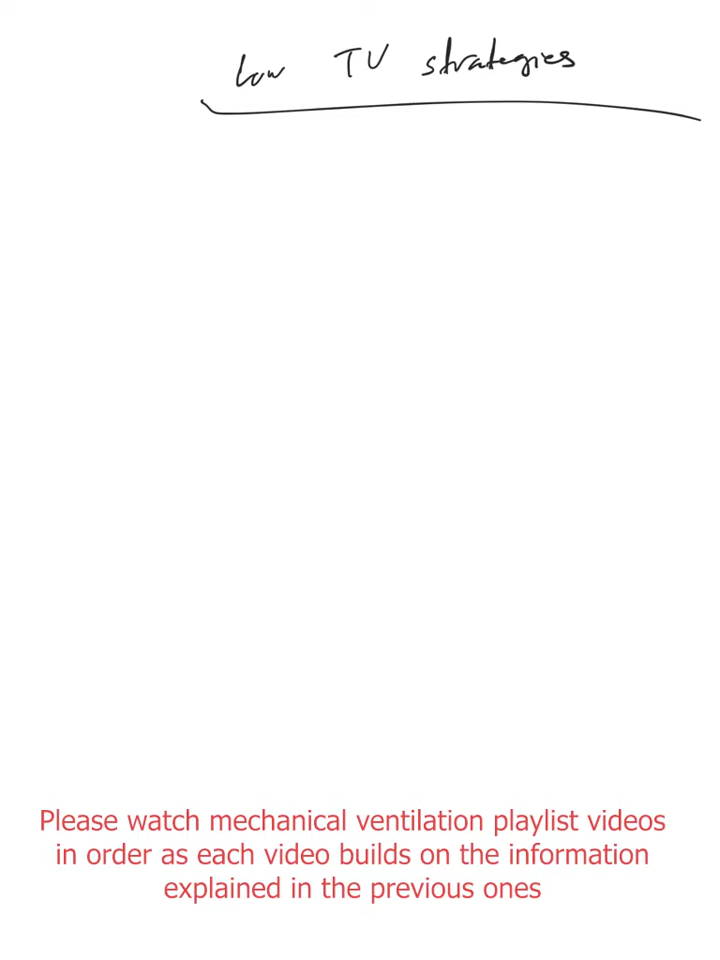 Low TV strategies
Please watch mechanical ventilation playlist videos
in order as each video builds on the information
explained in the previous ones